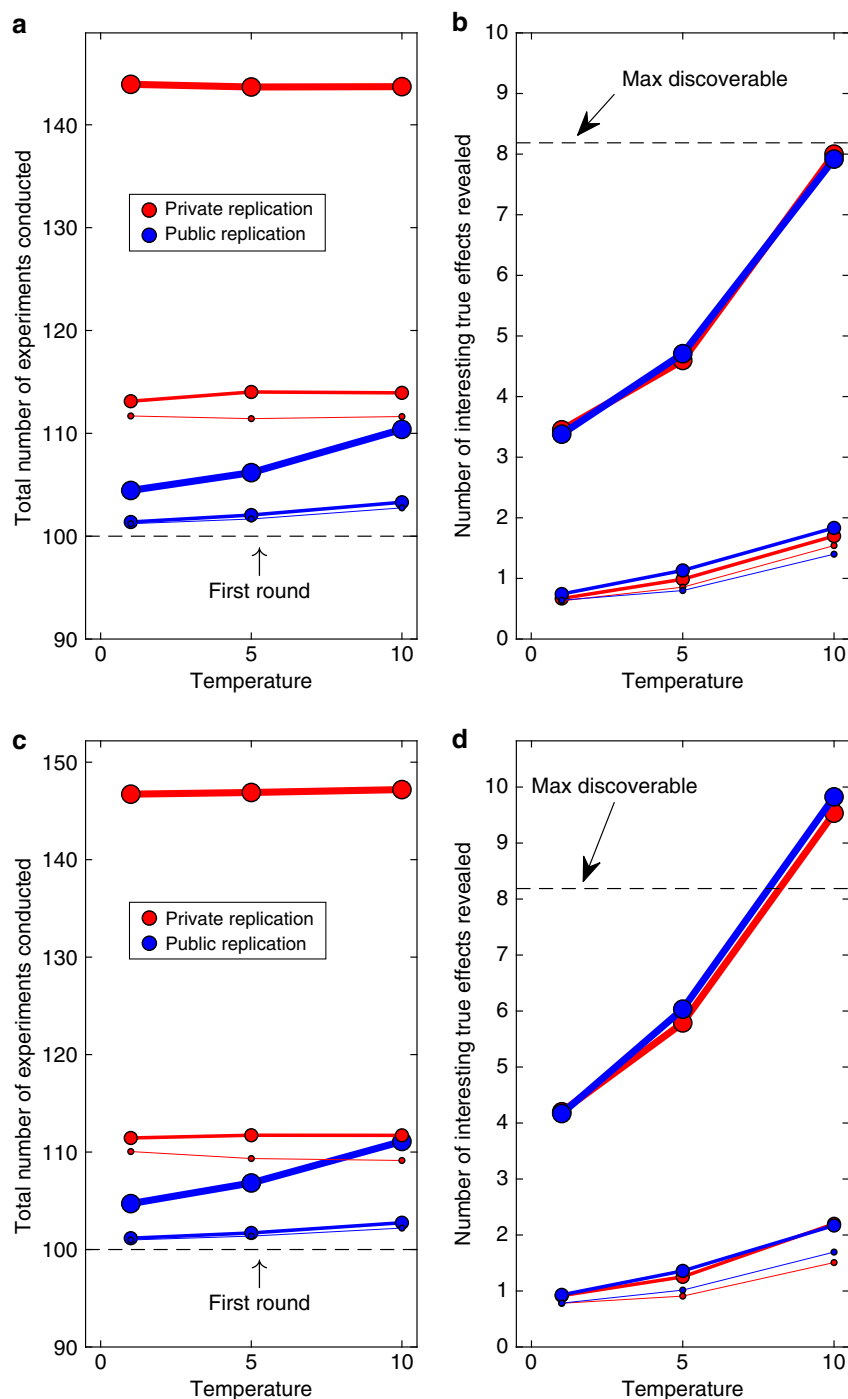 a
Total number of experiments conducted
140
130
120
110
100
90
Private replication
Public replication
First round
0
5
10
Temperature
b
Number of interesting true effects revealed
10
9
8
7
6
5
4
3
2
1
0
Max discoverable
0
5
10
Temperature
c
Total number of experiments conducted
150
140
130
120
110
100
90
Private replication
Public replication
First round
0
5
10
Temperature
d
Number of interesting true effects revealed
10
9
8
7
6
5
4
3
2
1
0
Max discoverable
0
5
10
Temperature